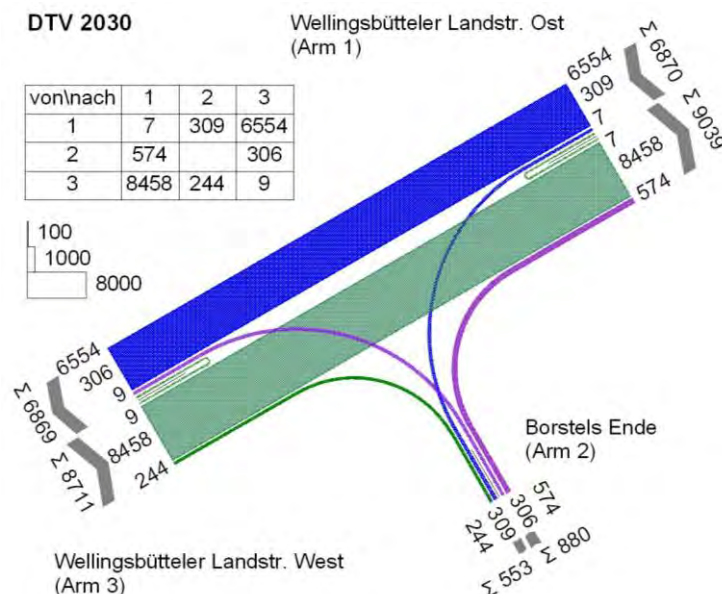 DTV 2030
Wellingsbütteler Landstr. Ost
(Arm 1)
von\nach 1 2 3
1 7 309 6554
2 574 306
3 8458 244 9
100
1000
8000
6554
309
7
7
8458
574
Σ 6870
Σ 9039
6554
306
9
9
8458
244
Σ 6869
Σ 8711
Borstels Ende
(Arm 2)
574
306
309
244
Σ 880
Σ 553
Wellingsbütteler Landstr. West
(Arm 3)